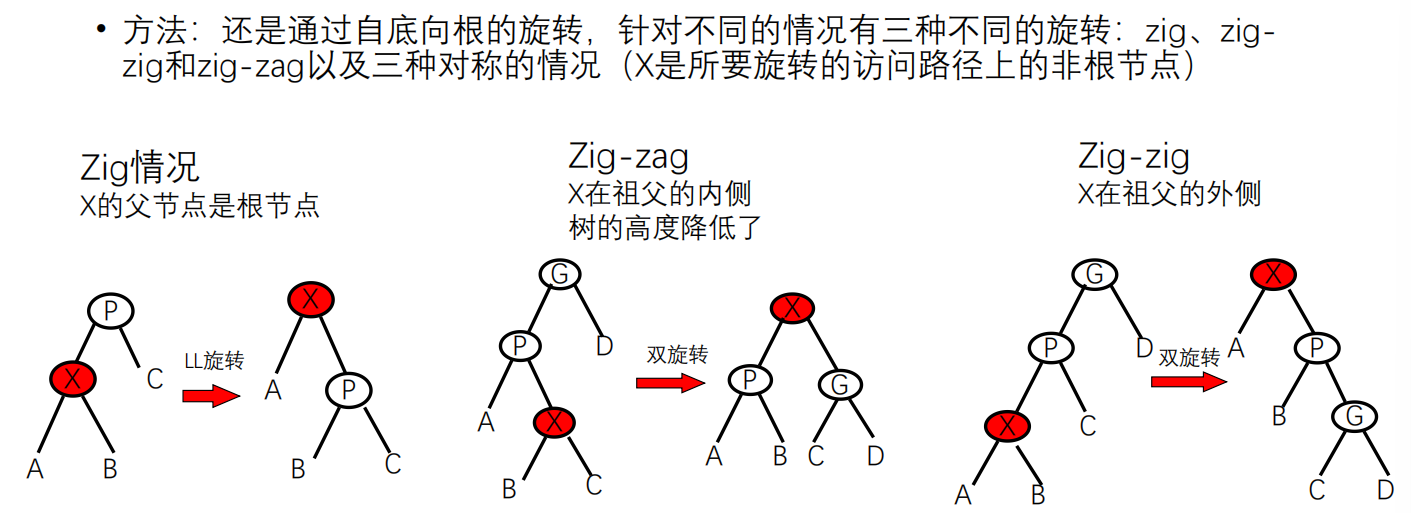 • 方法：还是通过自底向根的旋转，针对不同的情况有三种不同的旋转：zig、zig-
zig和zig-zag以及三种对称的情况（X是所要旋转的访问路径上的非根节点）
Zig情况
X的父节点是根节点
P
X
C
A
B
LL旋转
X
A
P
B
C
Zig-zag
X在祖父的内侧
树的高度降低了
G
P
D
A
X
B
C
双旋转
X
P
G
A
B
C
D
Zig-zig
X在祖父的外侧
G
P
D
X
C
A
B
双旋转
X
A
P
B
G
C
D